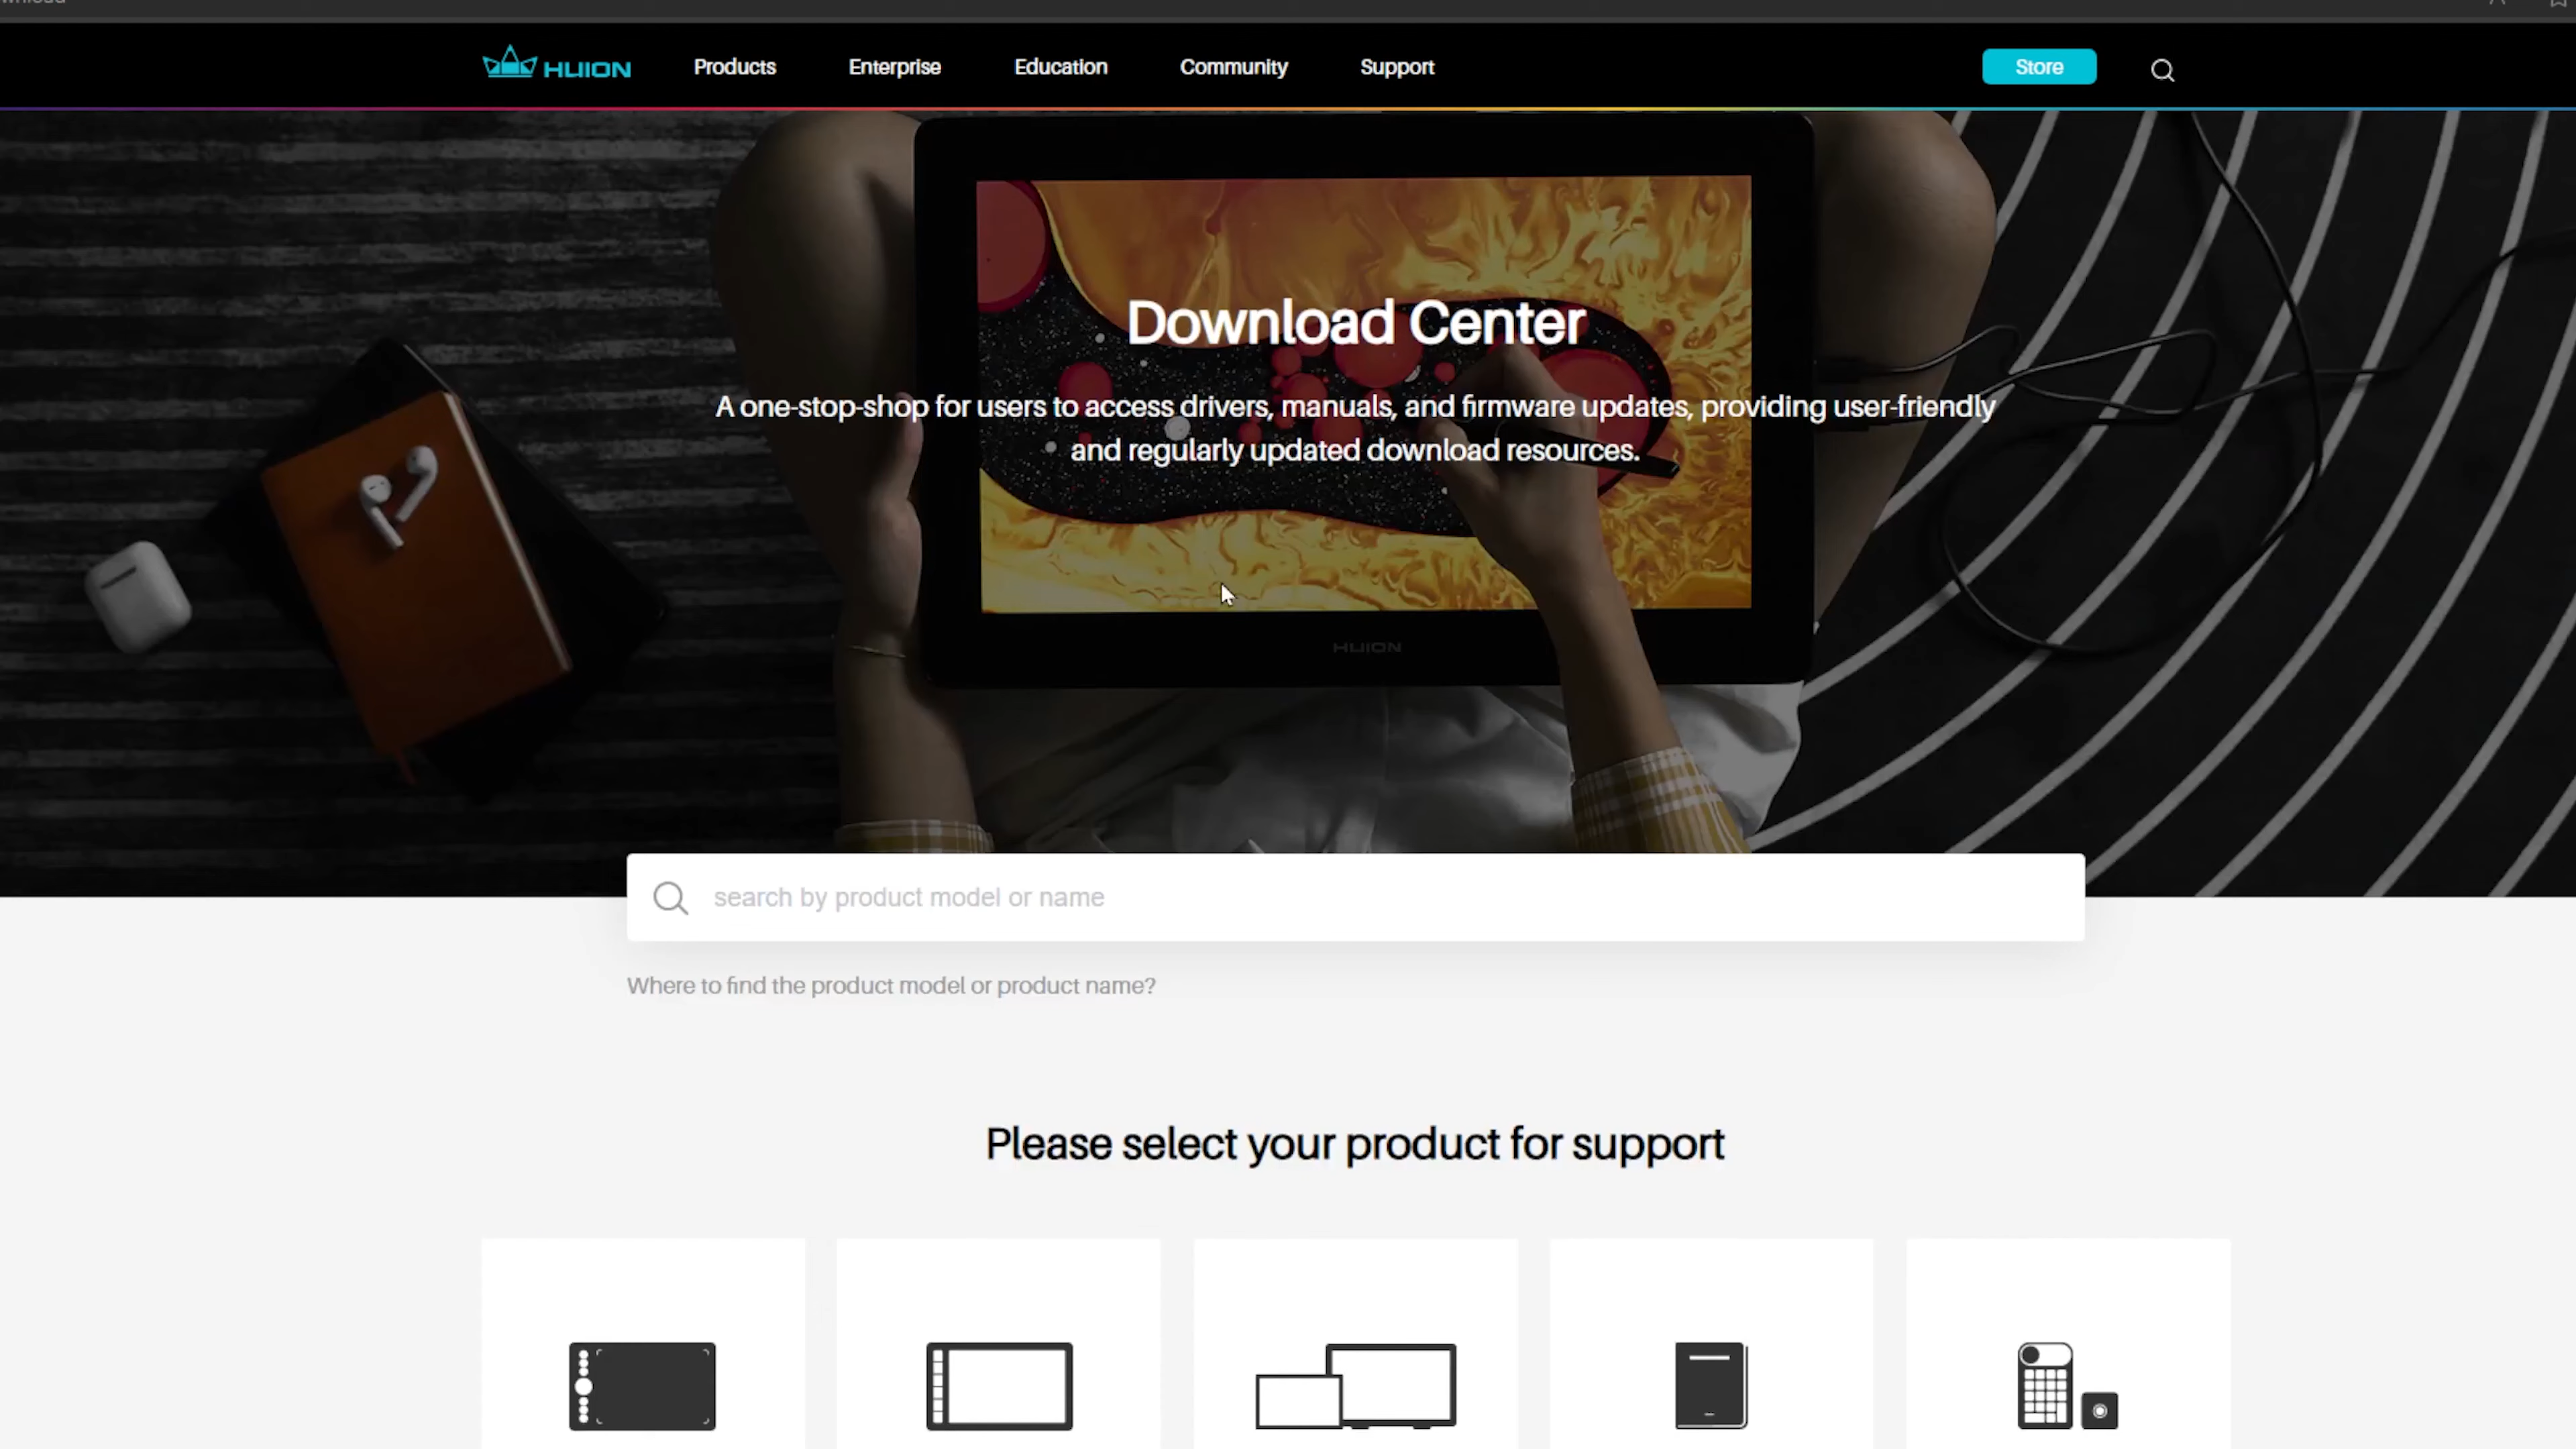 HUION
Products
Enterprise
Education
Community
Support
Store
Download Center
A one-stop-shop for users to access drivers, manuals, and firmware updates, providing user-friendly
and regularly updated download resources.
HUION
search by product model or name
Where to find the product model or product name?
Please select your product for support